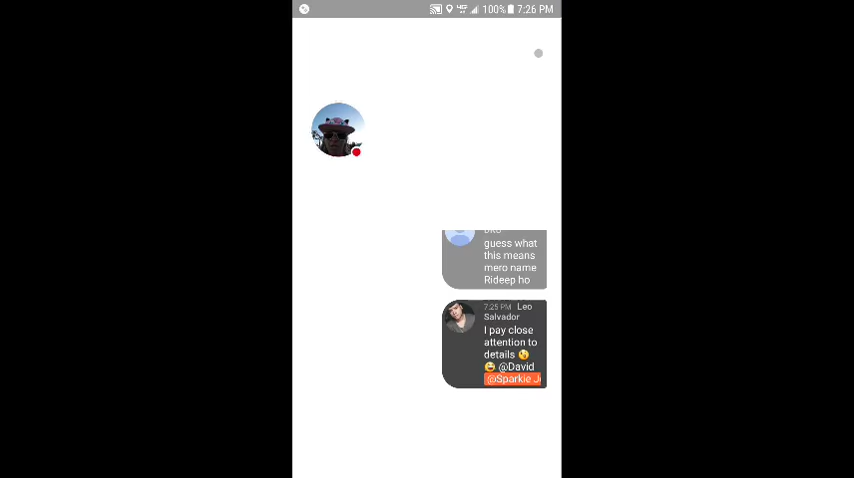 100% 7:26 PM
guess what
this means
mero name
Rideep ho
7:25 PM Leo
Salvador
I pay close
attention to
details 😘
😅 @David
@Sparkie